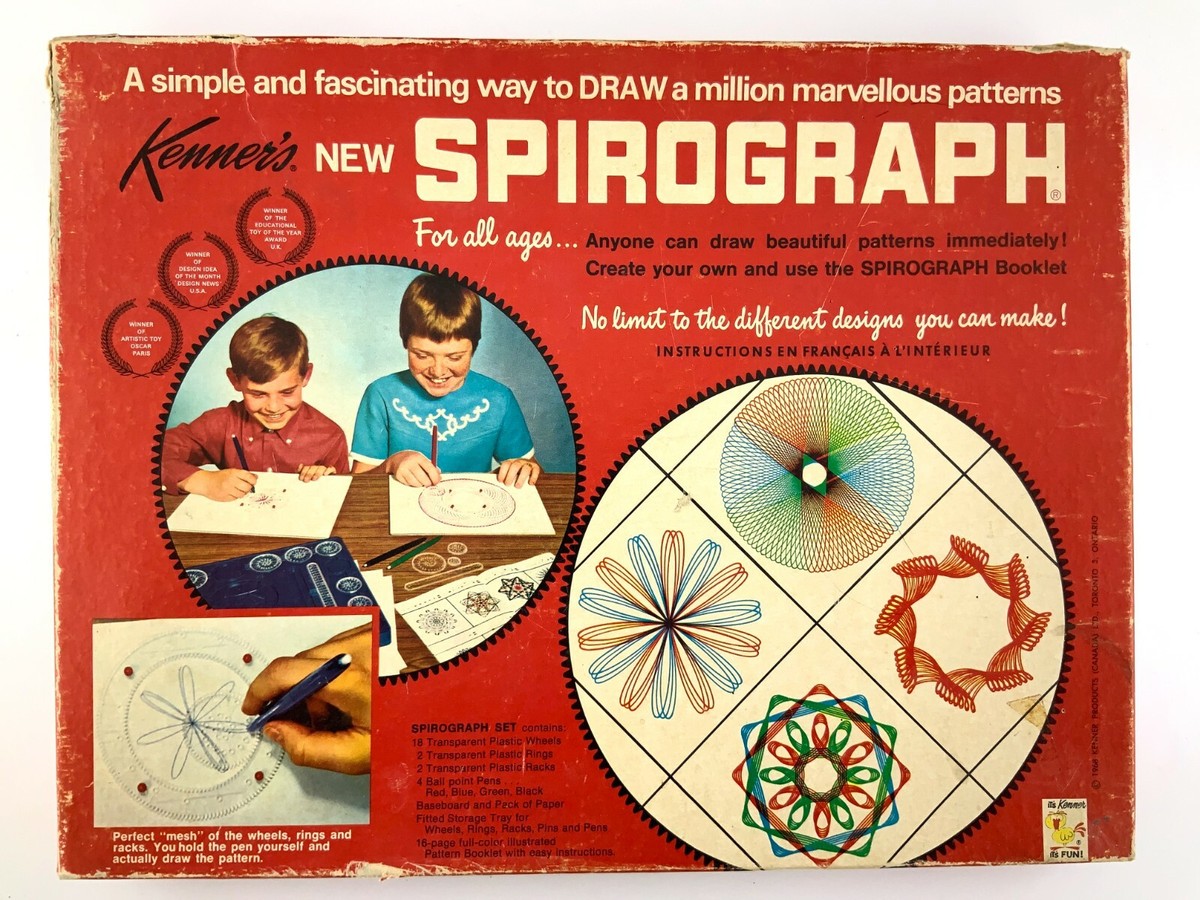 A simple and fascinating way to DRAW a million marvellous patterns
Kenner's® NEW SPIROGRAPH®
For all ages... Anyone can draw beautiful patterns immediately!
Create your own and use the SPIROGRAPH Booklet
No limit to the different designs you can make!
INSTRUCTIONS EN FRANÇAIS À L'INTÉRIEUR
WINNER
OF THE
EDUCATIONAL
TOY OF THE YEAR
AWARD
U.K.
WINNER
OF
DESIGN IDEA
OF THE MONTH
"DESIGN NEWS"
U.S.A.
WINNER
OF
ARTISTIC TOY
OSCAR
PARIS
Perfect "mesh" of the wheels, rings and
racks. You hold the pen yourself and
actually draw the pattern.
SPIROGRAPH SET contains:
18 Transparent Plastic Wheels
2 Transparent Plastic Rings
2 Transparent Plastic Racks
4 Ball point Pens...
Red, Blue, Green, Black
Baseboard and Pack of Paper
Fitted Storage Tray for
Wheels, Rings, Racks, Pins and Pens
16-page full-color illustrated
Pattern Booklet with easy instructions.
KENNER PRODUCTS (CANADA) LTD., TORONTO 3, ONTARIO
it's Kenner
it's FUN!